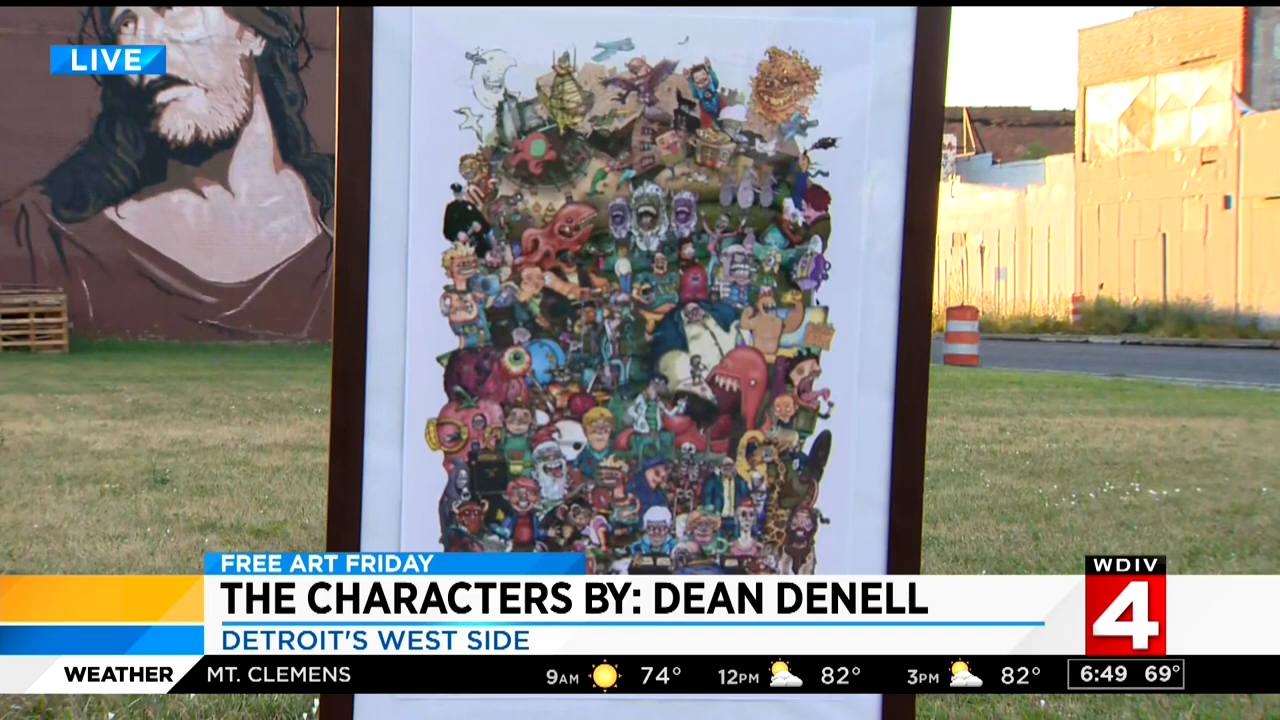 LIVE
FREE ART FRIDAY
THE CHARACTERS BY: DEAN DENELL
DETROIT'S WEST SIDE
WDIV
4
WEATHER MT. CLEMENS 9AM 74° 12PM 82° 3PM 82° 6:49 69°